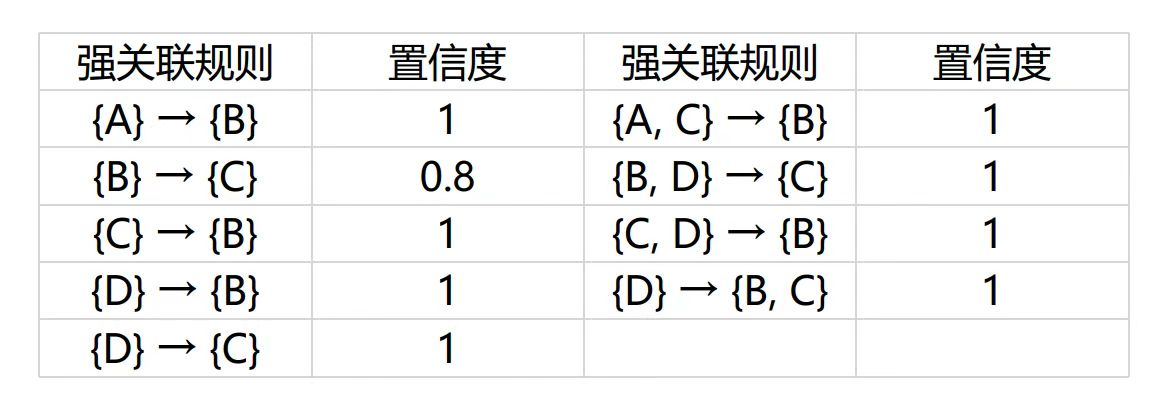 强关联规则 置信度 强关联规则 置信度
{A} → {B} 1 {A, C} → {B} 1
{B} → {C} 0.8 {B, D} → {C} 1
{C} → {B} 1 {C, D} → {B} 1
{D} → {B} 1 {D} → {B, C} 1
{D} → {C} 1